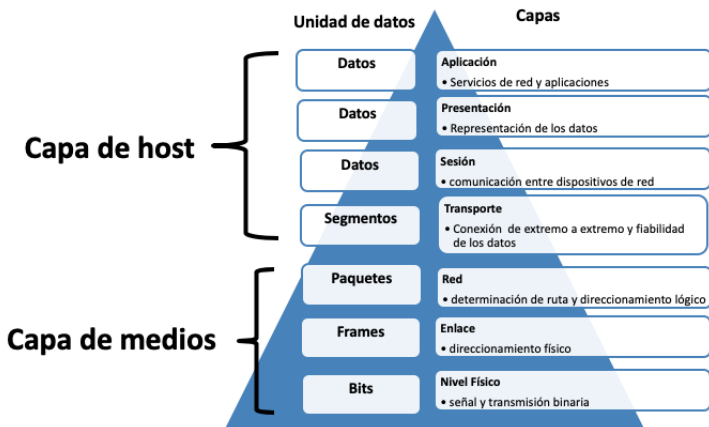 Unidad de datos
Capas
Capa de host
Datos
Aplicación
• Servicios de red y aplicaciones
Datos
Presentación
• Representación de los datos
Datos
Sesión
• comunicación entre dispositivos de red
Segmentos
Transporte
• Conexión de extremo a extremo y fiabilidad
de los datos
Capa de medios
Paquetes
Red
• determinación de ruta y direccionamiento lógico
Frames
Enlace
• direccionamiento físico
Bits
Nivel Físico
• señal y transmisión binaria